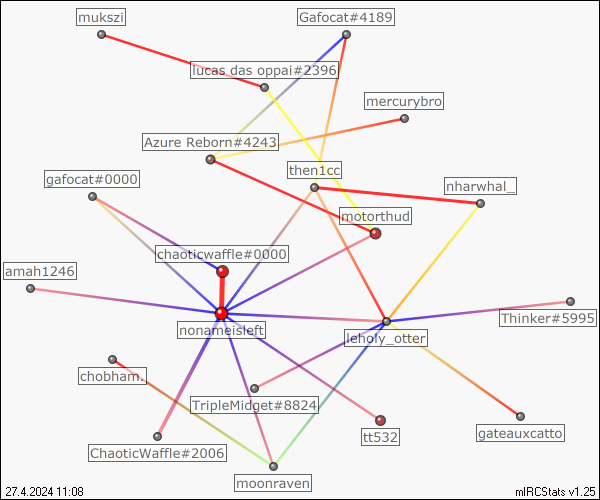 mukszi
Gafocat#4189
lucas das oppai#2396
mercurybro
Azure Reborn#4243
then1cc
gafocat#0000
nharwhal_
motorthud
chaoticwaffle#0000
amah1246
Thinker#5995
nonameisleft
leholy_otter
chobham.
TripleMidget#8824
gateauxcatto
tt532
ChaoticWaffle#2006
moonraven
27.4.2024 11:08
mIRCStats v1.25